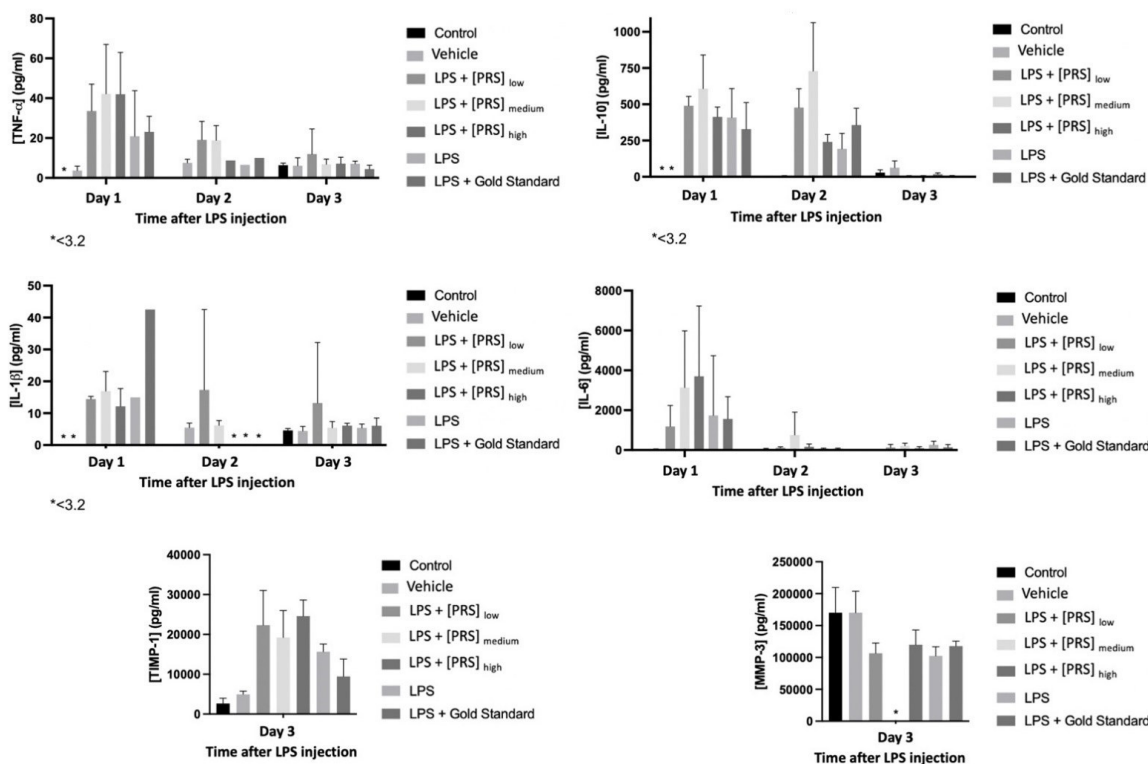 [TNF-α] (pg/ml)
80
60
40
20
0
*
Day 1 Day 2 Day 3
Time after LPS injection
*<3.2
Control
Vehicle
LPS + [PRS] low
LPS + [PRS] medium
LPS + [PRS] high
LPS
LPS + Gold Standard
[IL-10] (pg/ml)
1000
750
500
250
0
* *
Day 1 Day 2 Day 3
Time after LPS injection
*<3.2
Control
Vehicle
LPS + [PRS] low
LPS + [PRS] medium
LPS + [PRS] high
LPS
LPS + Gold Standard
[IL-1β] (pg/ml)
50
40
30
20
10
0
* * * * *
Day 1 Day 2 Day 3
Time after LPS injection
*<3.2
Control
Vehicle
LPS + [PRS] low
LPS + [PRS] medium
LPS + [PRS] high
LPS
LPS + Gold Standard
[IL-6] (pg/ml)
8000
6000
4000
2000
0
Day 1 Day 2 Day 3
Time after LPS injection
Control
Vehicle
LPS + [PRS] low
LPS + [PRS] medium
LPS + [PRS] high
LPS
LPS + Gold Standard
[TIMP-1] (pg/ml)
40000
30000
20000
10000
0
Day 3
Time after LPS injection
Control
Vehicle
LPS + [PRS] low
LPS + [PRS] medium
LPS + [PRS] high
LPS
LPS + Gold Standard
[MMP-3] (pg/ml)
250000
200000
150000
100000
50000
0
*
Day 3
Time after LPS injection
Control
Vehicle
LPS + [PRS] low
LPS + [PRS] medium
LPS + [PRS] high
LPS
LPS + Gold Standard